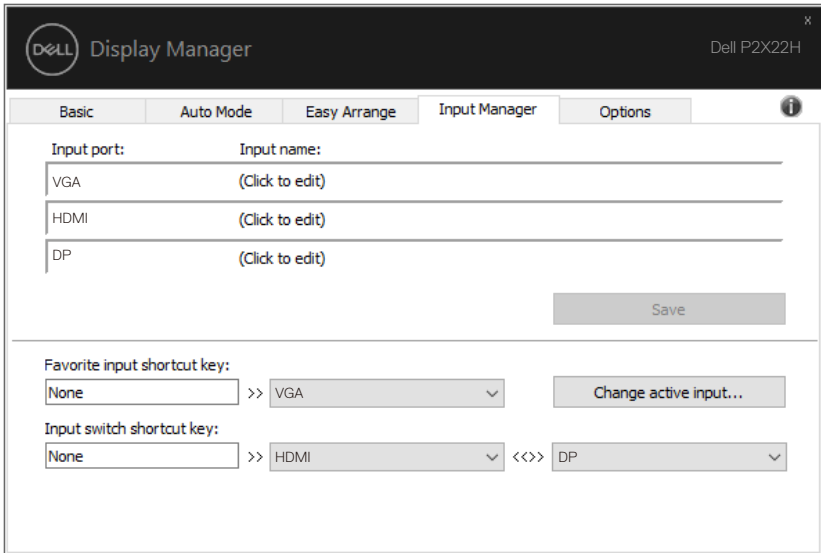 x
DELL Display Manager Dell P2X22H
Basic Auto Mode Easy Arrange Input Manager Options i
Input port: Input name:
VGA (Click to edit)
HDMI (Click to edit)
DP (Click to edit)
Save
Favorite input shortcut key:
None >> VGA Change active input...
Input switch shortcut key:
None >> HDMI <<>> DP